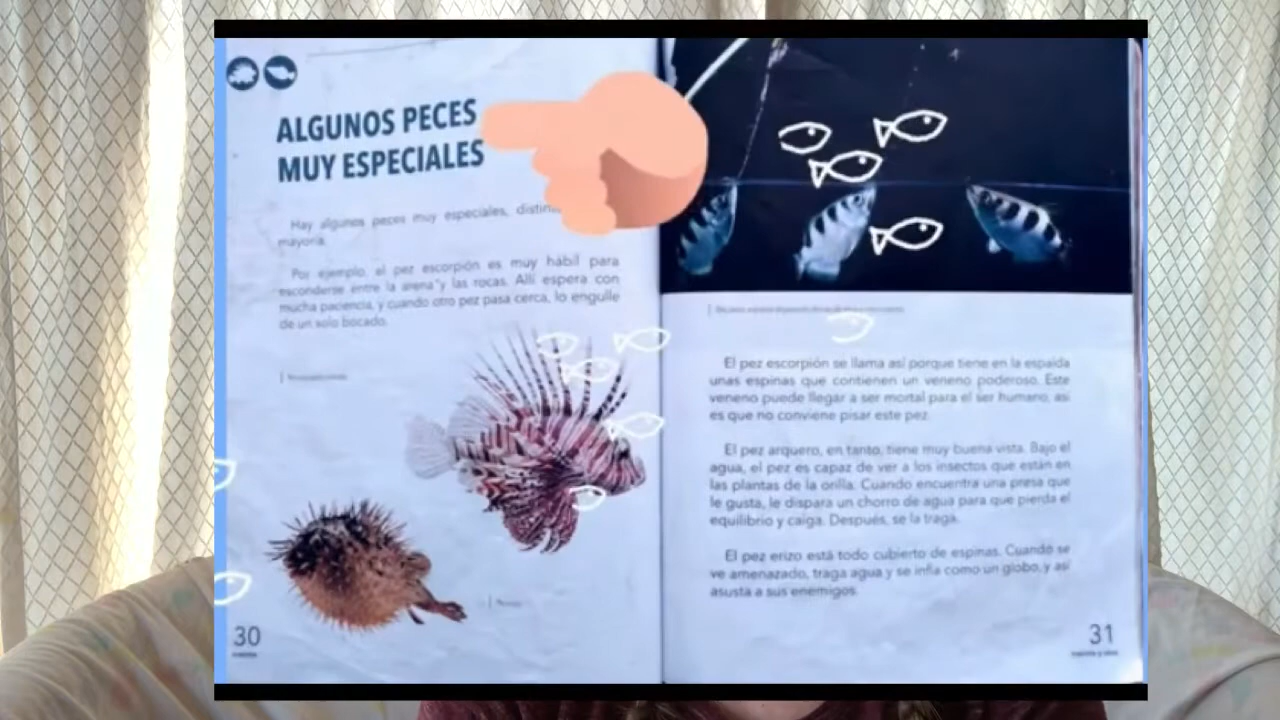 ALGUNOS PECES
MUY ESPECIALES
Hay algunos peces muy especiales,
mayoría.
Por ejemplo, el pez escorpión es muy hábil para
esconderse entre la arena y las rocas. Allí espera con
mucha paciencia, y cuando otro pez pasa cerca, lo engulle
de un solo bocado.
30
El pez escorpión se llama así porque tiene en la espalda
unas espinas que contienen un veneno poderoso. Este
veneno puede llegar a ser mortal para el ser humano, así
es que no conviene pisar este pez.
El pez arquero, en tanto, tiene muy buena vista. Bajo el
agua, el pez es capaz de ver a los insectos que están en
las plantas de la orilla. Cuando encuentra una presa que
le gusta, le dispara un chorro de agua para que pierda el
equilibrio y caiga. Después, se la traga.
El pez erizo está todo cubierto de espinas. Cuando se
ve amenazado, traga agua y se infla como un globo, y así
asusta a sus enemigos.
31